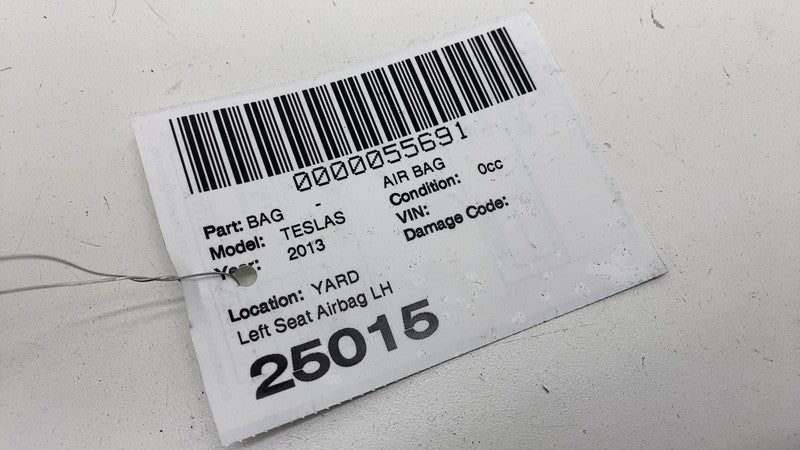 0000055691
Part: BAG - AIR BAG
Model: TESLAS Condition: 0cc
Year: 2013 VIN:
Damage Code:
Location: YARD
Left Seat Airbag LH
25015